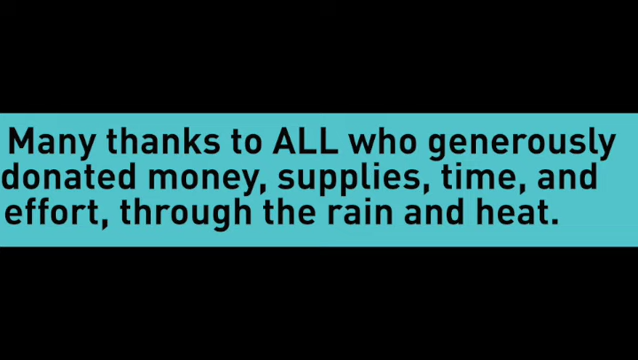 Many thanks to ALL who generously
donated money, supplies, time, and
effort, through the rain and heat.